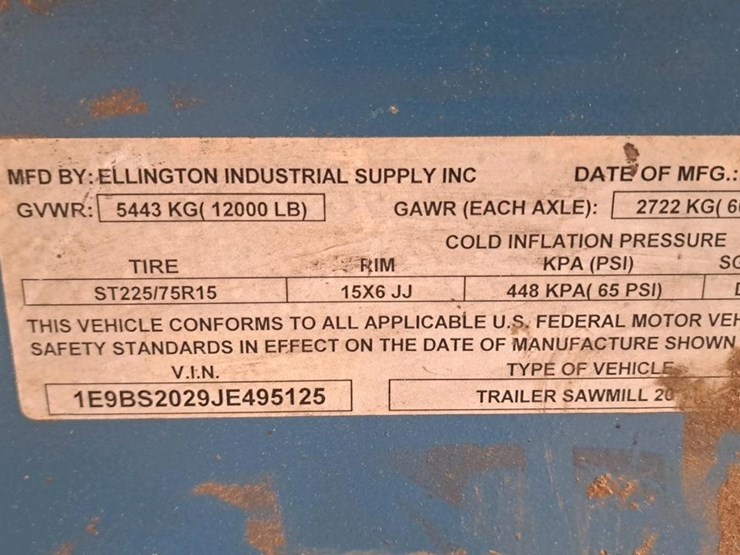 MFD BY: ELLINGTON INDUSTRIAL SUPPLY INC DATE OF MFG.:
GVWR: 5443 KG( 12000 LB) GAWR (EACH AXLE): 2722 KG(
COLD INFLATION PRESSURE
TIRE RIM KPA (PSI)
ST225/75R15 15X6 JJ 448 KPA( 65 PSI)
THIS VEHICLE CONFORMS TO ALL APPLICABLE U.S. FEDERAL MOTOR
SAFETY STANDARDS IN EFFECT ON THE DATE OF MANUFACTURE SHOWN
V.I.N. TYPE OF VEHICLE
1E9BS2029JE495125 TRAILER SAWMILL 20